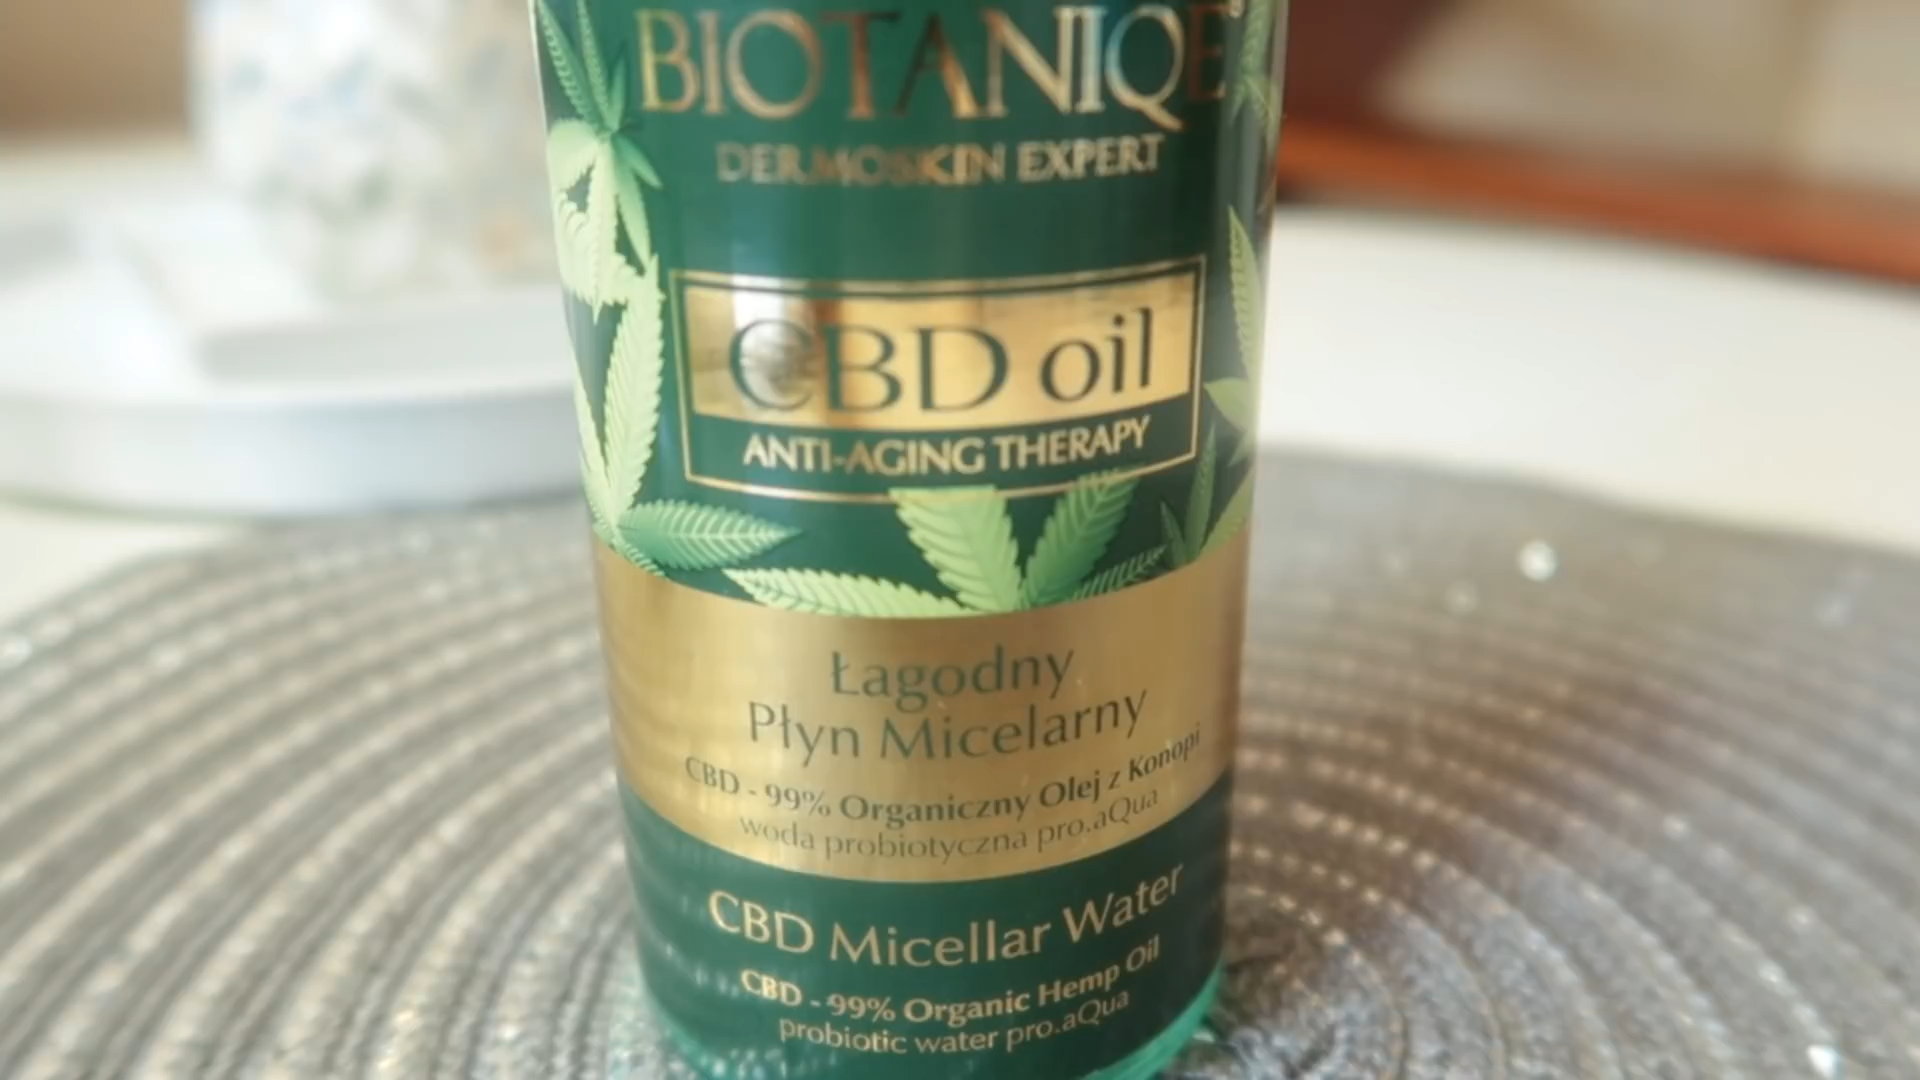 BIOTANIQE
DERMOSKIN EXPERT
CBD oil
ANTI-AGING THERAPY
Łagodny
Płyn Micelarny
CBD - 99% Organiczny Olej z Konopi
woda probiotyczna pro.aQua
CBD Micellar Water
CBD - 99% Organic Hemp Oil
probiotic water pro.aQua